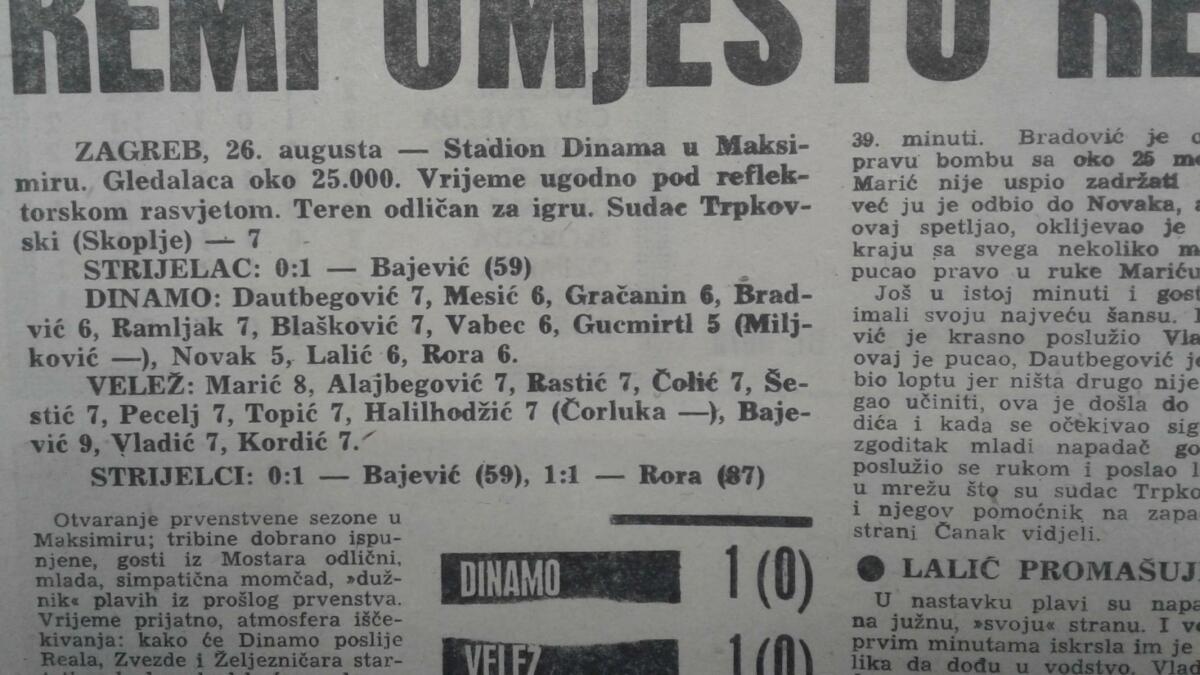 REMI UMJESTO
ZAGREB, 26. augusta — Stadion Dinama u Maksi-
miru. Gledalaca oko 25.000. Vrijeme ugodno pod reflek-
torskom rasvjetom. Teren odličan za igru. Sudac Trpkov-
ski (Skoplje) — 7
STRIJELAC: 0:1 — Bajević (59)
DINAMO: Dautbegović 7, Mesić 6, Gračanin 6, Brad-
vić 6, Ramljak 7, Blašković 7, Vabec 6, Gucmirtl 5 (Milj-
ković —), Novak 5, Lalić 6, Rora 6.
VELEŽ: Marić 8, Alajbegović 7, Rastić 7, Čolić 7, Še-
stić 7, Pecelj 7, Topić 7, Halilhodžić 7 (Čorluka —), Baje-
vić 9, Vladić 7, Kordić 7.
STRIJELCI: 0:1 — Bajević (59), 1:1 — Rora (87)
Otvaranje prvenstvene sezone u
Maksimiru; tribine dobrano ispu-
njene, gosti iz Mostara odlični,
mlada, simpatična momčad, »duž-
nik« plavih iz prošlog prvenstva.
Vrijeme prijatno, atmosfera išče-
kivanja: kako će Dinamo poslije
Reala, Zvezde i Željezničara star-
DINAMO 1 (0)
VELEŽ 1 (0)
39. minuti. Bradović je
pravu bombu sa oko 25
Marić nije uspio zadržati
već ju je odbio do Novaka,
ovaj spetljao, oklijevao je
kraju sa svega nekoliko
pucao pravo u ruke Mariću
Još u istoj minuti i
imali svoju najveću šansu.
vić je krasno poslužio
ovaj je pucao, Dautbegović
bio loptu jer ništa drugo nije
gao učiniti, ova je došla do
dića i kada se očekivao
zgoditak mladi napadač
poslužio se rukom i poslao
u mrežu što su sudac
i njegov pomoćnik na
strani Čanak vidjeli.
● LALIĆ
U nastavku plavi su
na južnu, »svoju« stranu. I
prvim minutama iskrsla im je
lika da dođu u vodstvo.